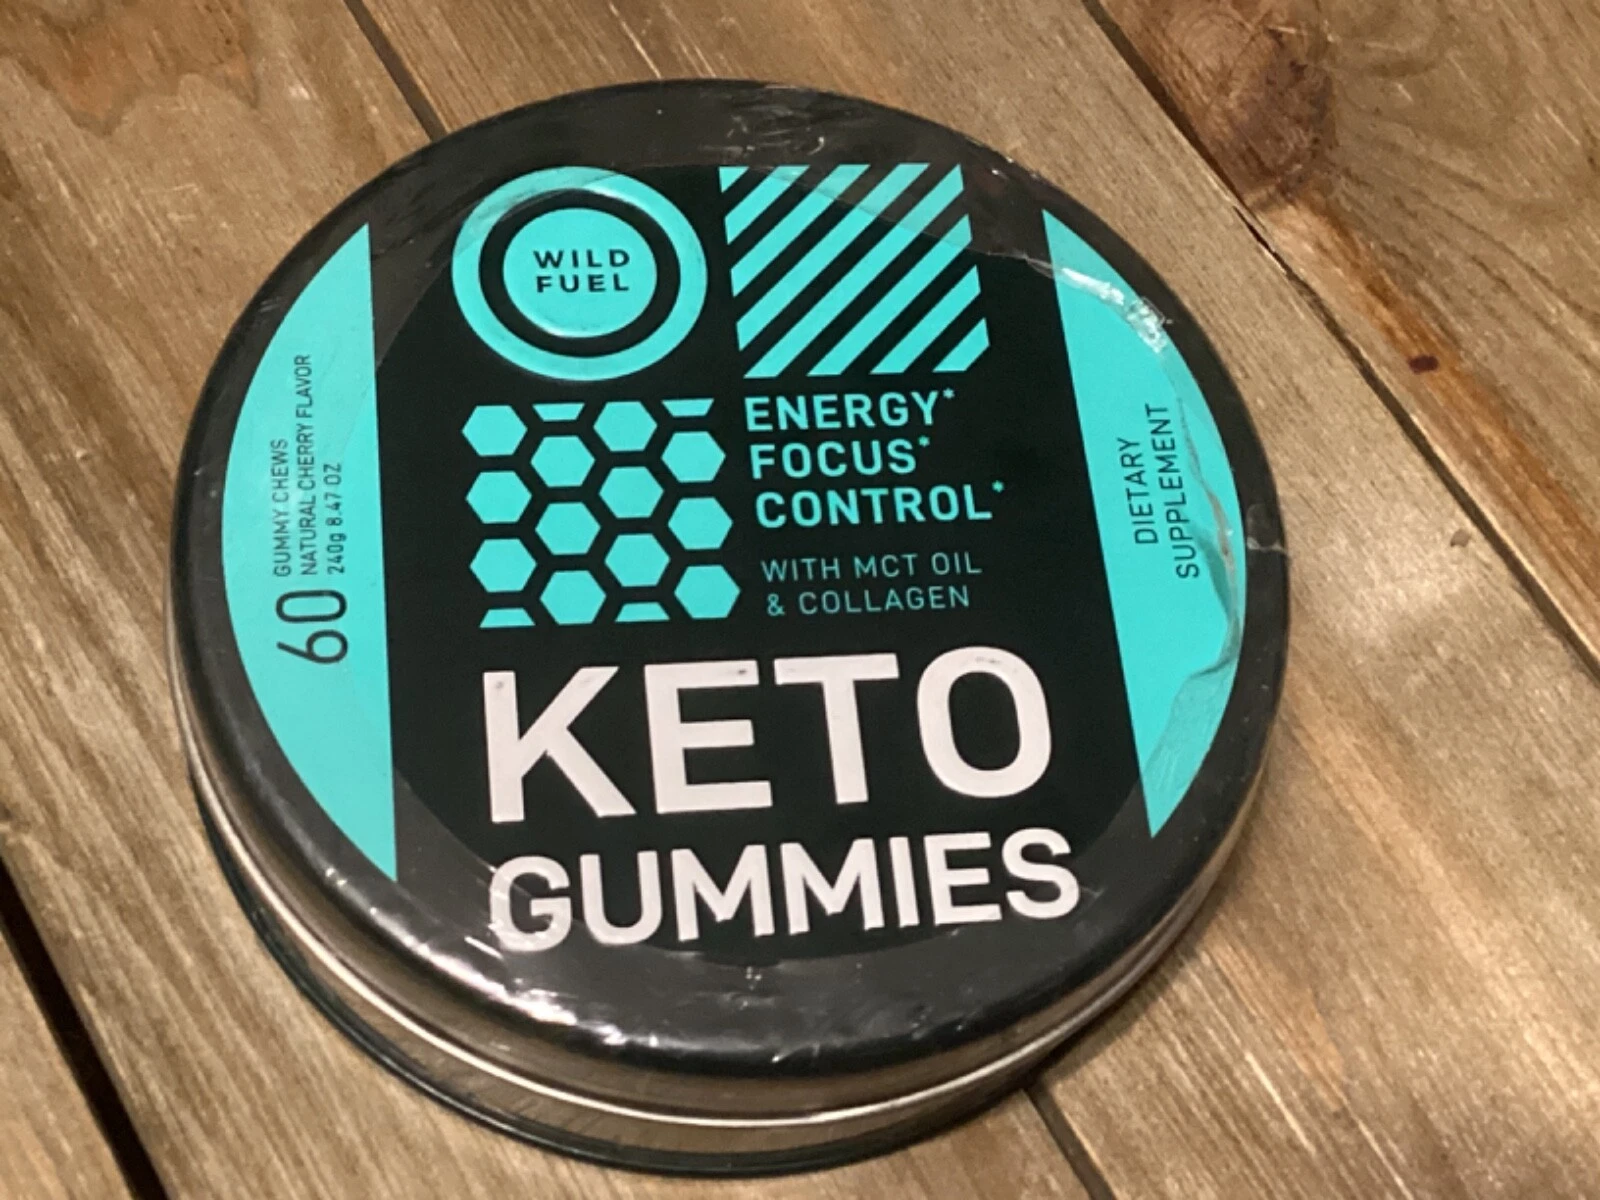 WILD
FUEL
ENERGY*
FOCUS*
CONTROL*
WITH MCT OIL
& COLLAGEN
KETO
GUMMIES
60
GUMMY CHEWS
NATURAL CHERRY FLAVOR
240g 8.47 OZ
DIETARY
SUPPLEMENT